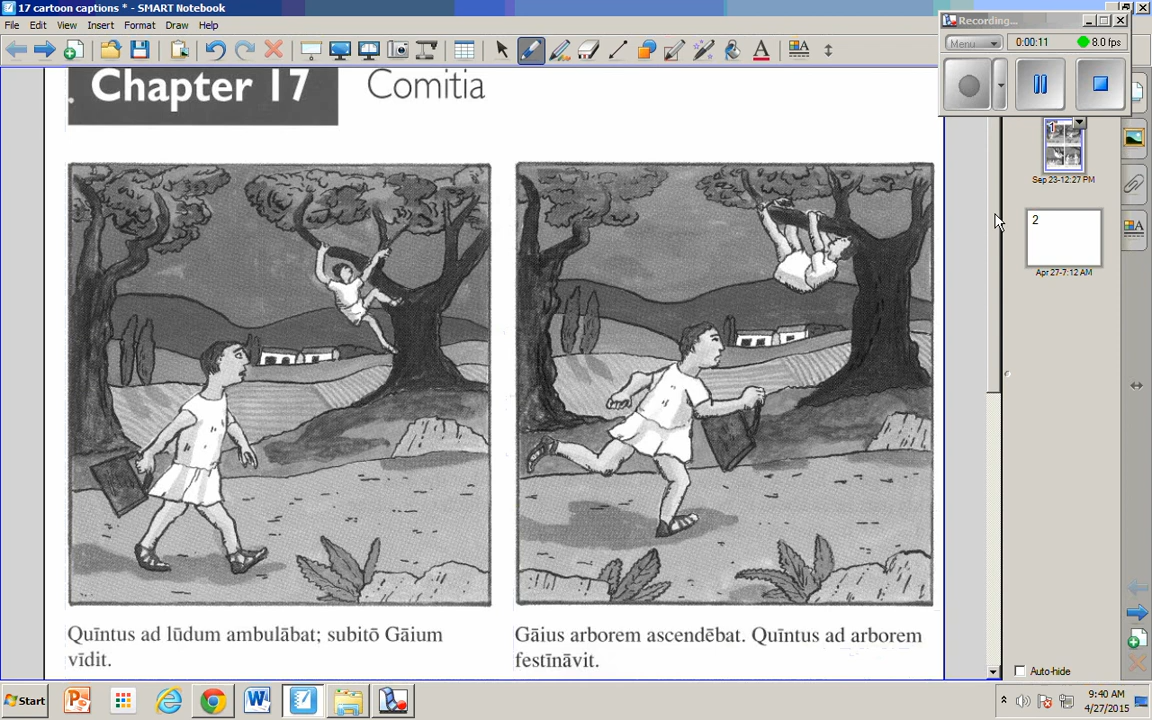 17 cartoon captions * - SMART Notebook
File Edit View Insert Format Draw Help
Recording...
Menu 0:00:11 8.0 fps
Chapter 17 Comitia
1
Sep 23-12:27 PM
2
Apr 27-7:12 AM
Quīntus ad lūdum ambulābat; subitō Gāium
vīdit.
Gāius arborem ascendēbat. Quīntus ad arborem
festīnāvit.
Auto-hide
Start
9:40 AM
4/27/2015